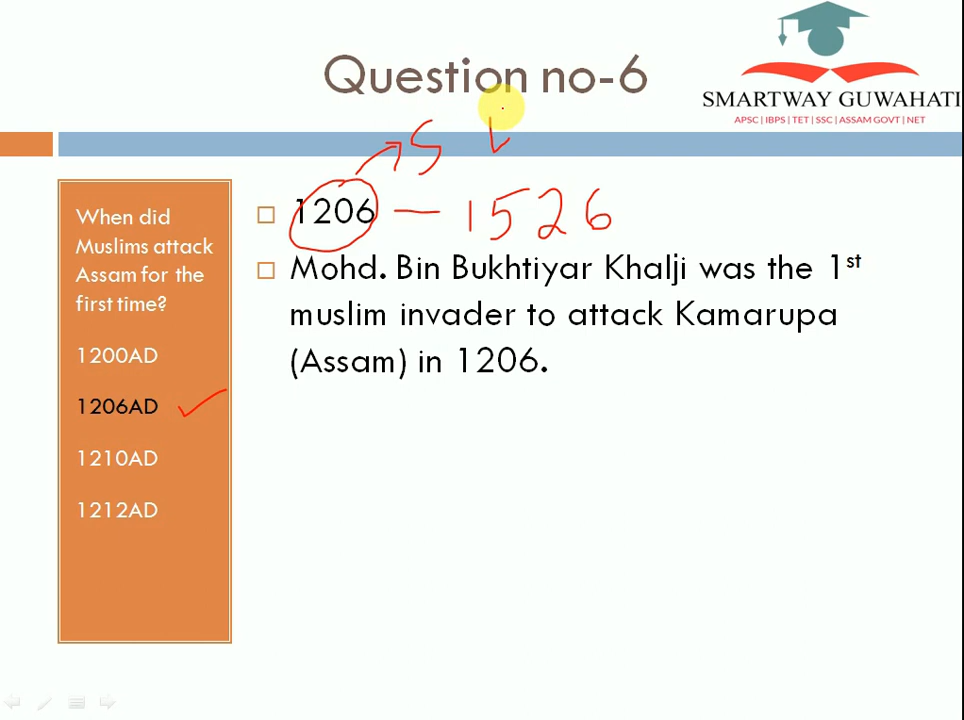 Question no-6
SMARTWAY GUWAHATI
APSC | IBPS | TET | SSC | ASSAM GOVT | NET
When did
Muslims attack
Assam for the
first time?
1200AD
1206AD
1210AD
1212AD
S L
1206 — 1526
Mohd. Bin Bukhtiyar Khalji was the 1st
muslim invader to attack Kamarupa
(Assam) in 1206.